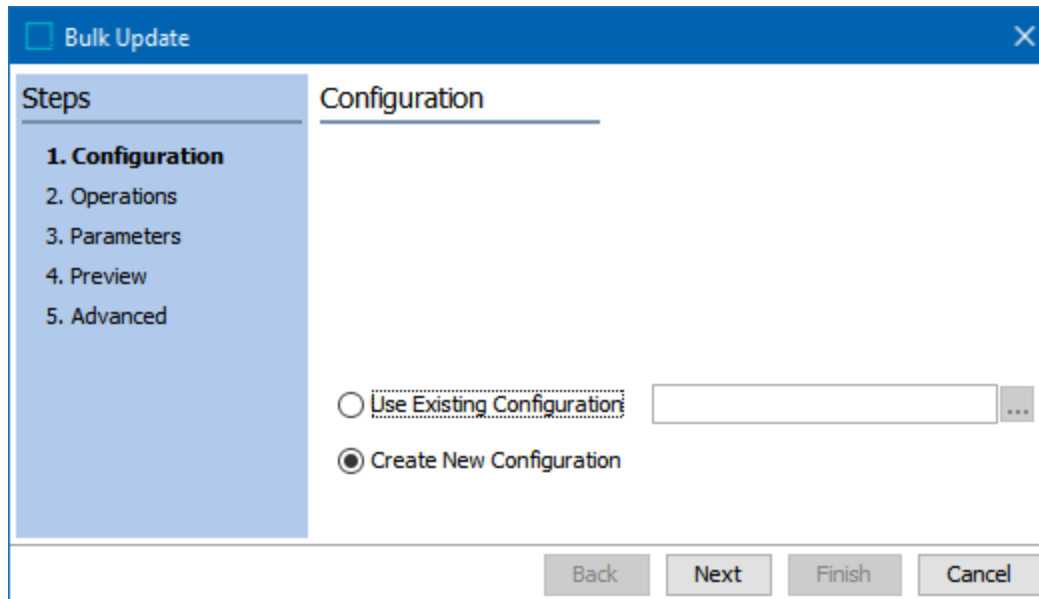 Bulk Update
Steps
1. Configuration
2. Operations
3. Parameters
4. Preview
5. Advanced
Configuration
Use Existing Configuration
...
Create New Configuration
Back
Next
Finish
Cancel